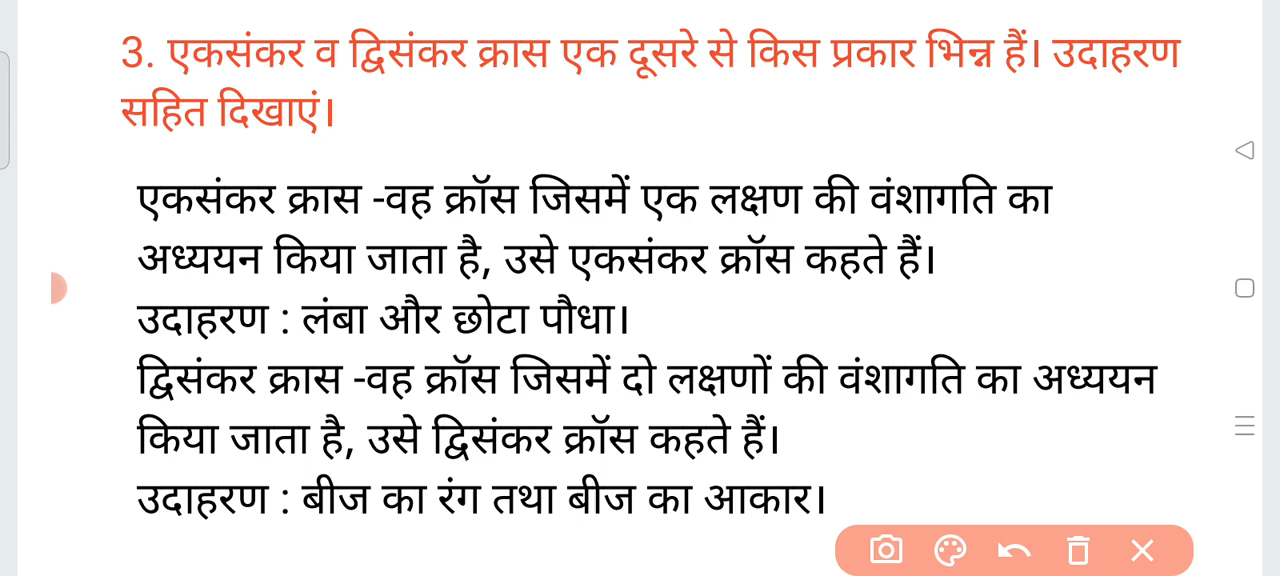 3. एकसंकर व द्विसंकर क्रास एक दूसरे से किस प्रकार भिन्न हैं। उदाहरण
सहित दिखाएं।
एकसंकर क्रास -वह क्रॉस जिसमें एक लक्षण की वंशागति का
अध्ययन किया जाता है, उसे एकसंकर क्रॉस कहते हैं।
उदाहरण : लंबा और छोटा पौधा।
द्विसंकर क्रास -वह क्रॉस जिसमें दो लक्षणों की वंशागति का अध्ययन
किया जाता है, उसे द्विसंकर क्रॉस कहते हैं।
उदाहरण : बीज का रंग तथा बीज का आकार।